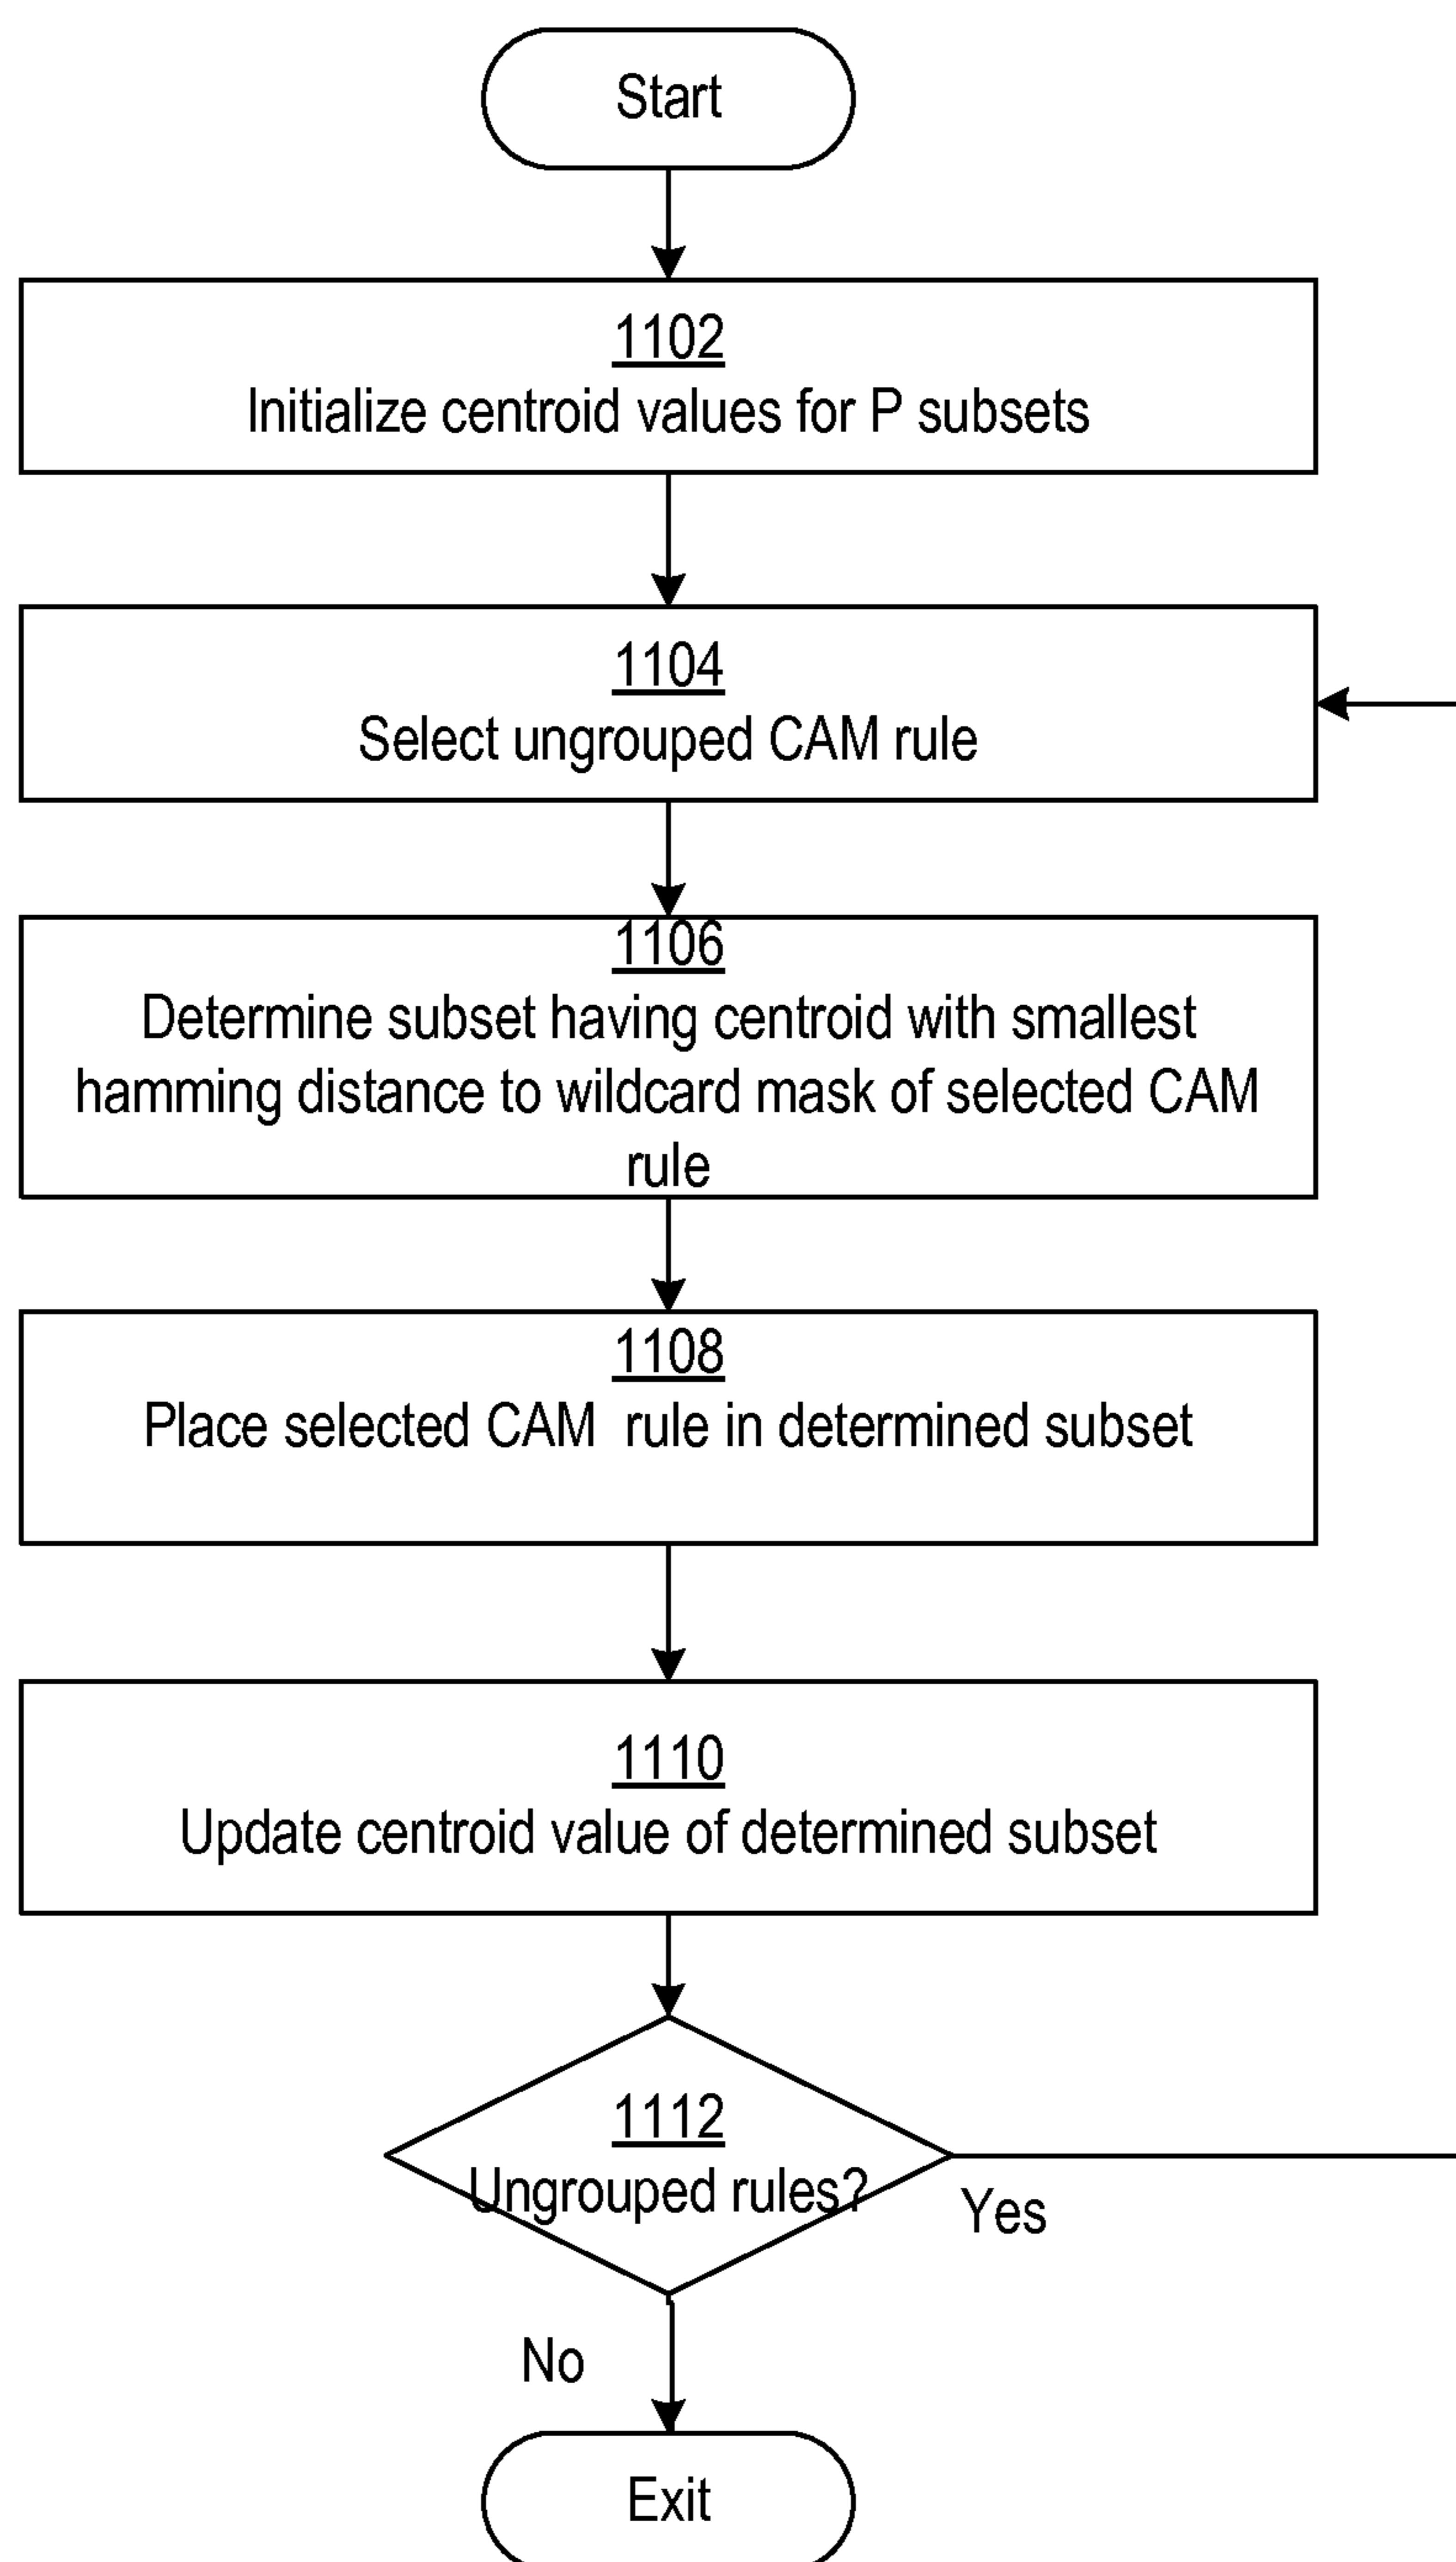 Start
1102
Initialize centroid values for P subsets
1104
Select ungrouped CAM rule
1106
Determine subset having centroid with smallest
hamming distance to wildcard mask of selected CAM
rule
1108
Place selected CAM  rule in determined subset
1110
Update centroid value of determined subset
1112
Ungrouped rules?
Yes
No
Exit